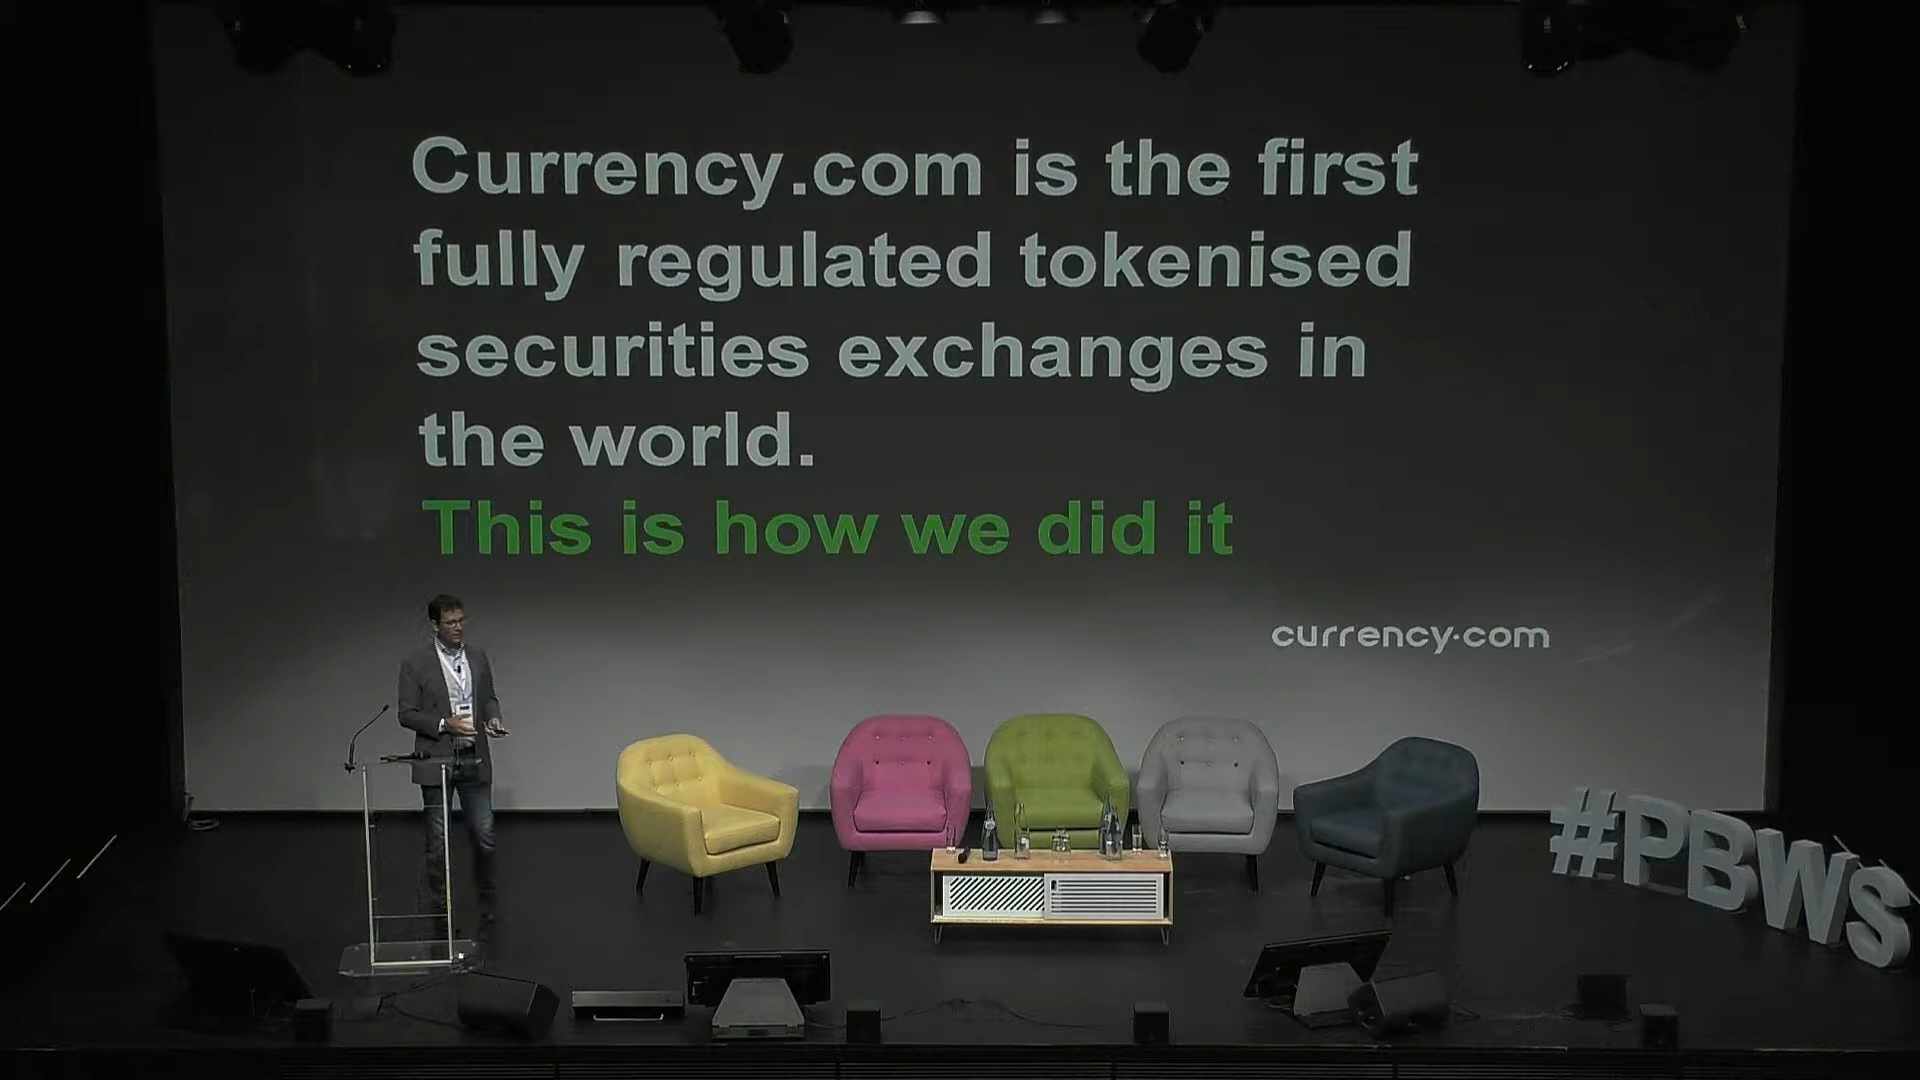 Currency.com is the first
fully regulated tokenised
securities exchanges in
the world.
This is how we did it
currency.com
#PBWS